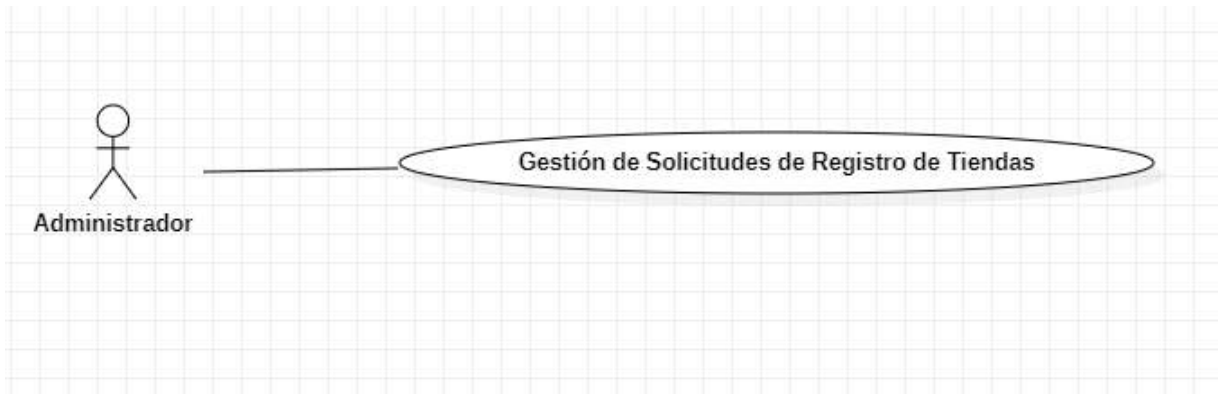 Gestión de Solicitudes de Registro de Tiendas
Administrador